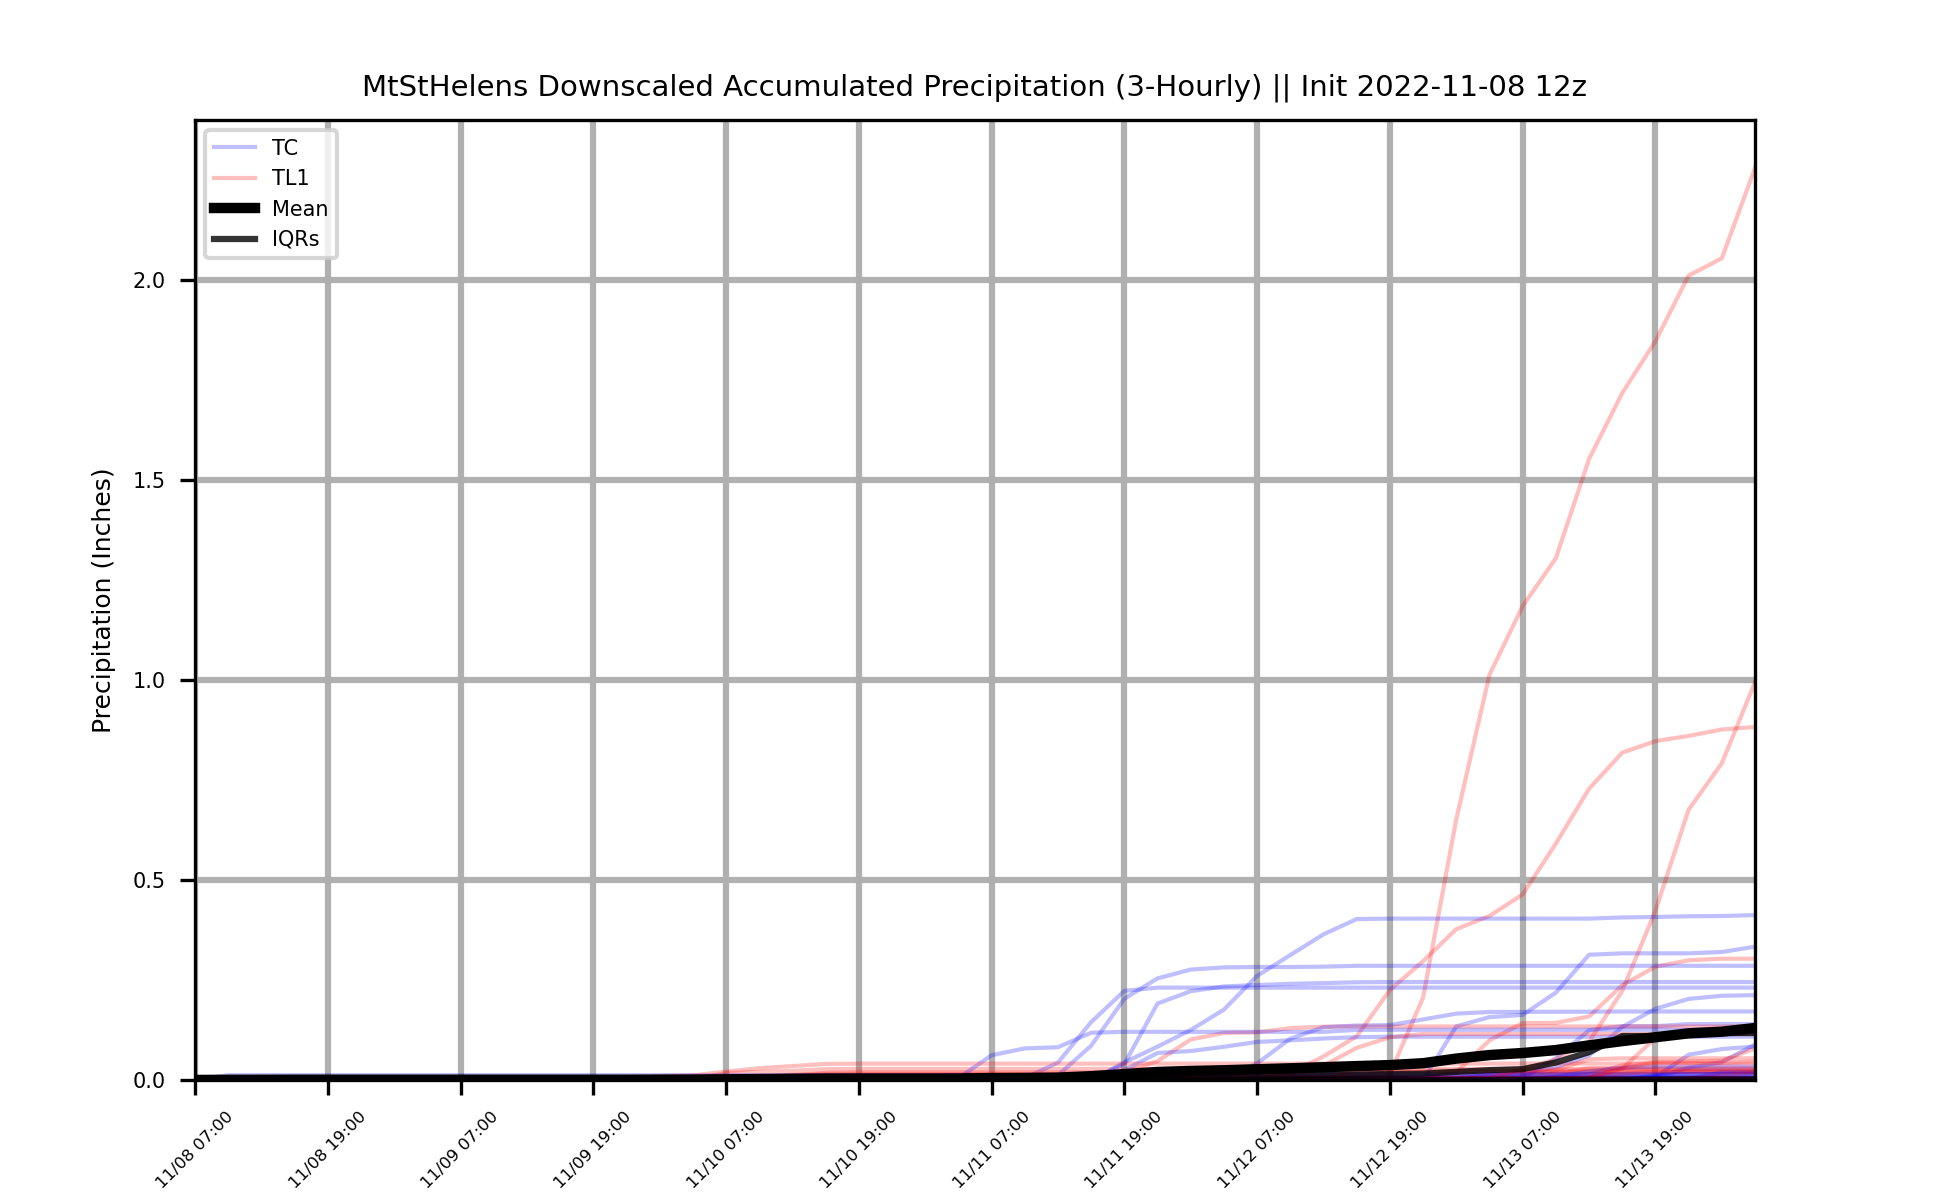 MtStHelens Downscaled Accumulated Precipitation (3-Hourly) || Init 2022-11-08 12z
TC
TL1
Mean
IQRs
Precipitation (Inches)
2.0
1.5
1.0
0.5
0.0
11/08 07:00
11/08 19:00
11/09 07:00
11/09 19:00
11/10 07:00
11/10 19:00
11/11 07:00
11/11 19:00
11/12 07:00
11/12 19:00
11/13 07:00
11/13 19:00